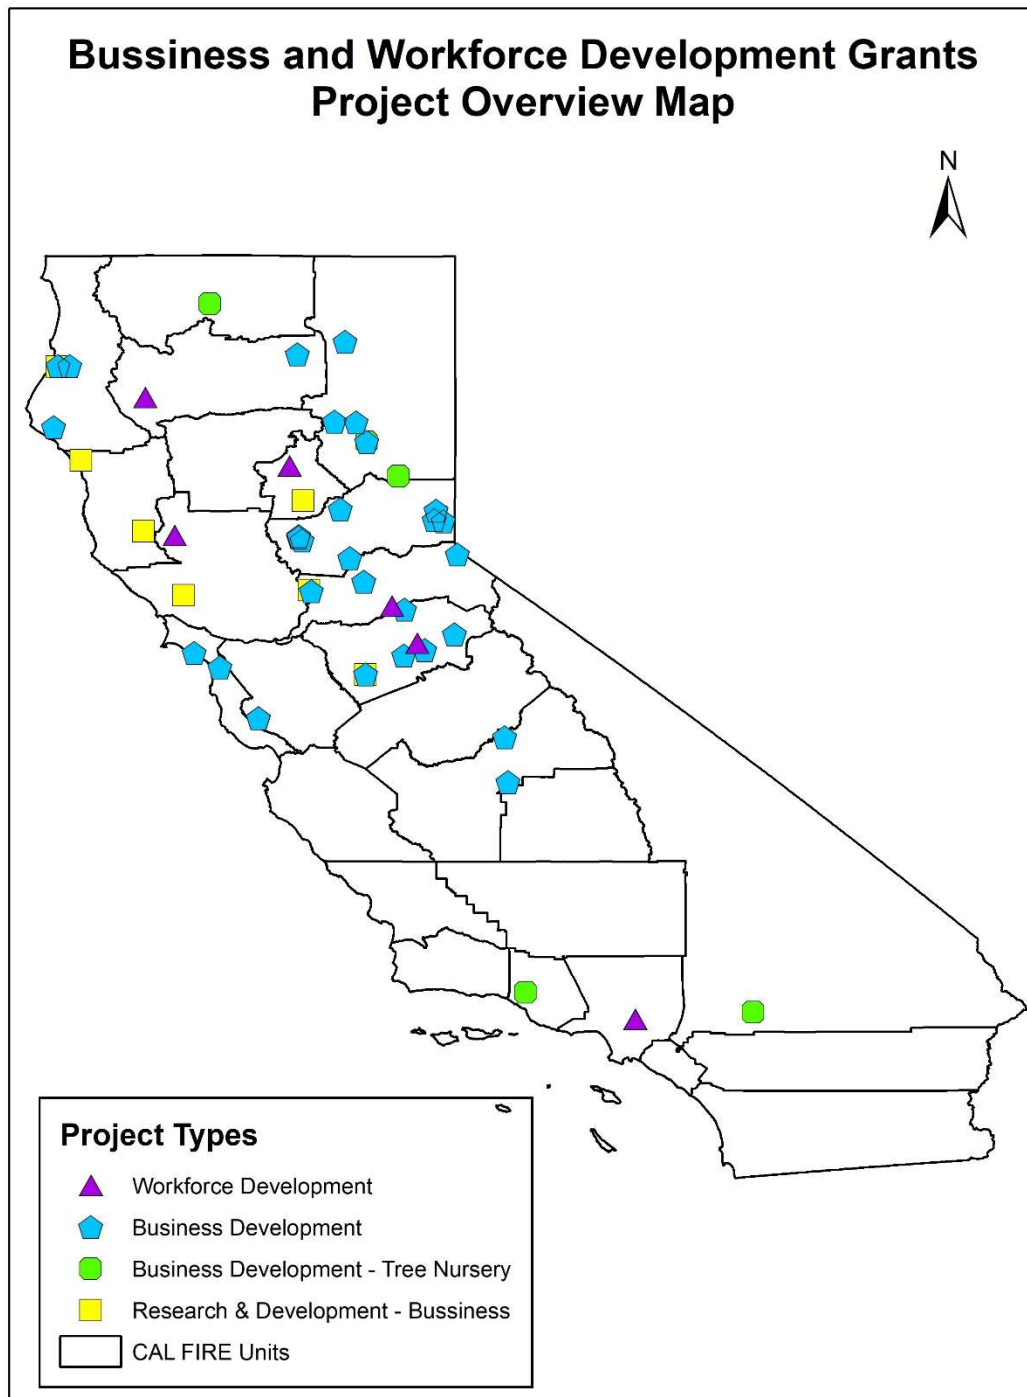 Bussiness and Workforce Development Grants
Project Overview Map
N
Project Types
Workforce Development
Business Development
Business Development - Tree Nursery
Research & Development - Bussiness
CAL FIRE Units